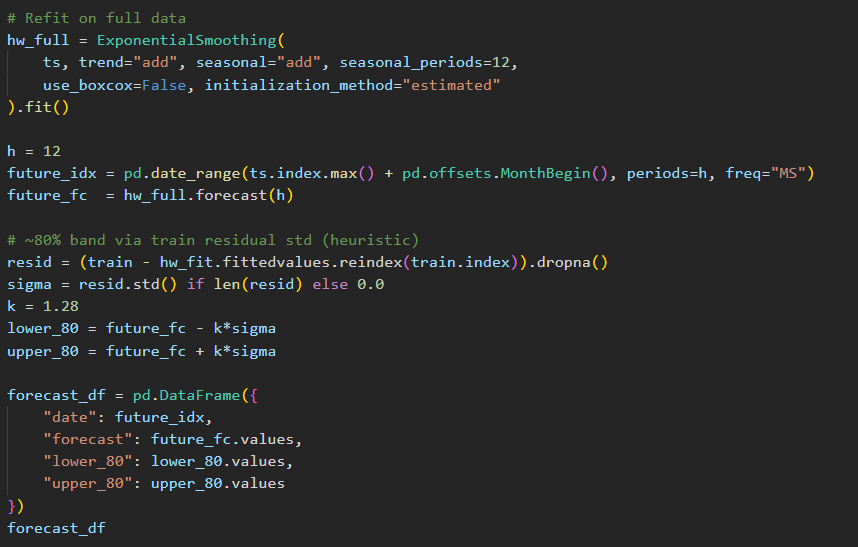 # Refit on full data
hw_full = ExponentialSmoothing(
    ts, trend="add", seasonal="add", seasonal_periods=12,
    use_boxcox=False, initialization_method="estimated"
).fit()

h = 12
future_idx = pd.date_range(ts.index.max() + pd.offsets.MonthBegin(), periods=h, freq="MS")
future_fc  = hw_full.forecast(h)

# ~80% band via train residual std (heuristic)
resid = (train - hw_fit.fittedvalues.reindex(train.index)).dropna()
sigma = resid.std() if len(resid) else 0.0
k = 1.28
lower_80 = future_fc - k*sigma
upper_80 = future_fc + k*sigma

forecast_df = pd.DataFrame({
    "date": future_idx,
    "forecast": future_fc.values,
    "lower_80": lower_80.values,
    "upper_80": upper_80.values
})
forecast_df